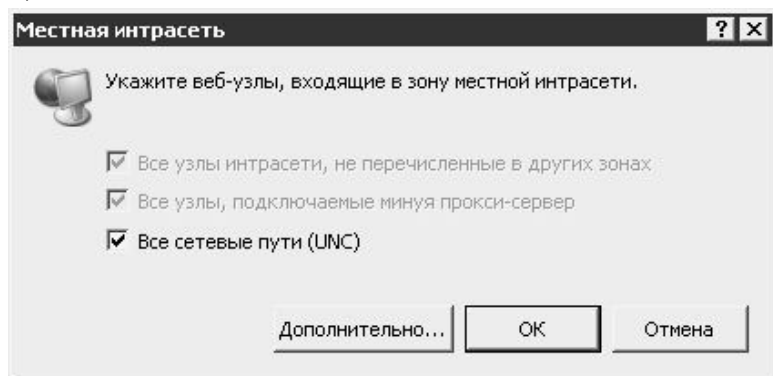 Местная интрасеть
Укажите веб-узлы, входящие в зону местной интрасети.
Все узлы интрасети, не перечисленные в других зонах
Все узлы, подключаемые минуя прокси-сервер
Все сетевые пути (UNC)
Дополнительно... ОК Отмена